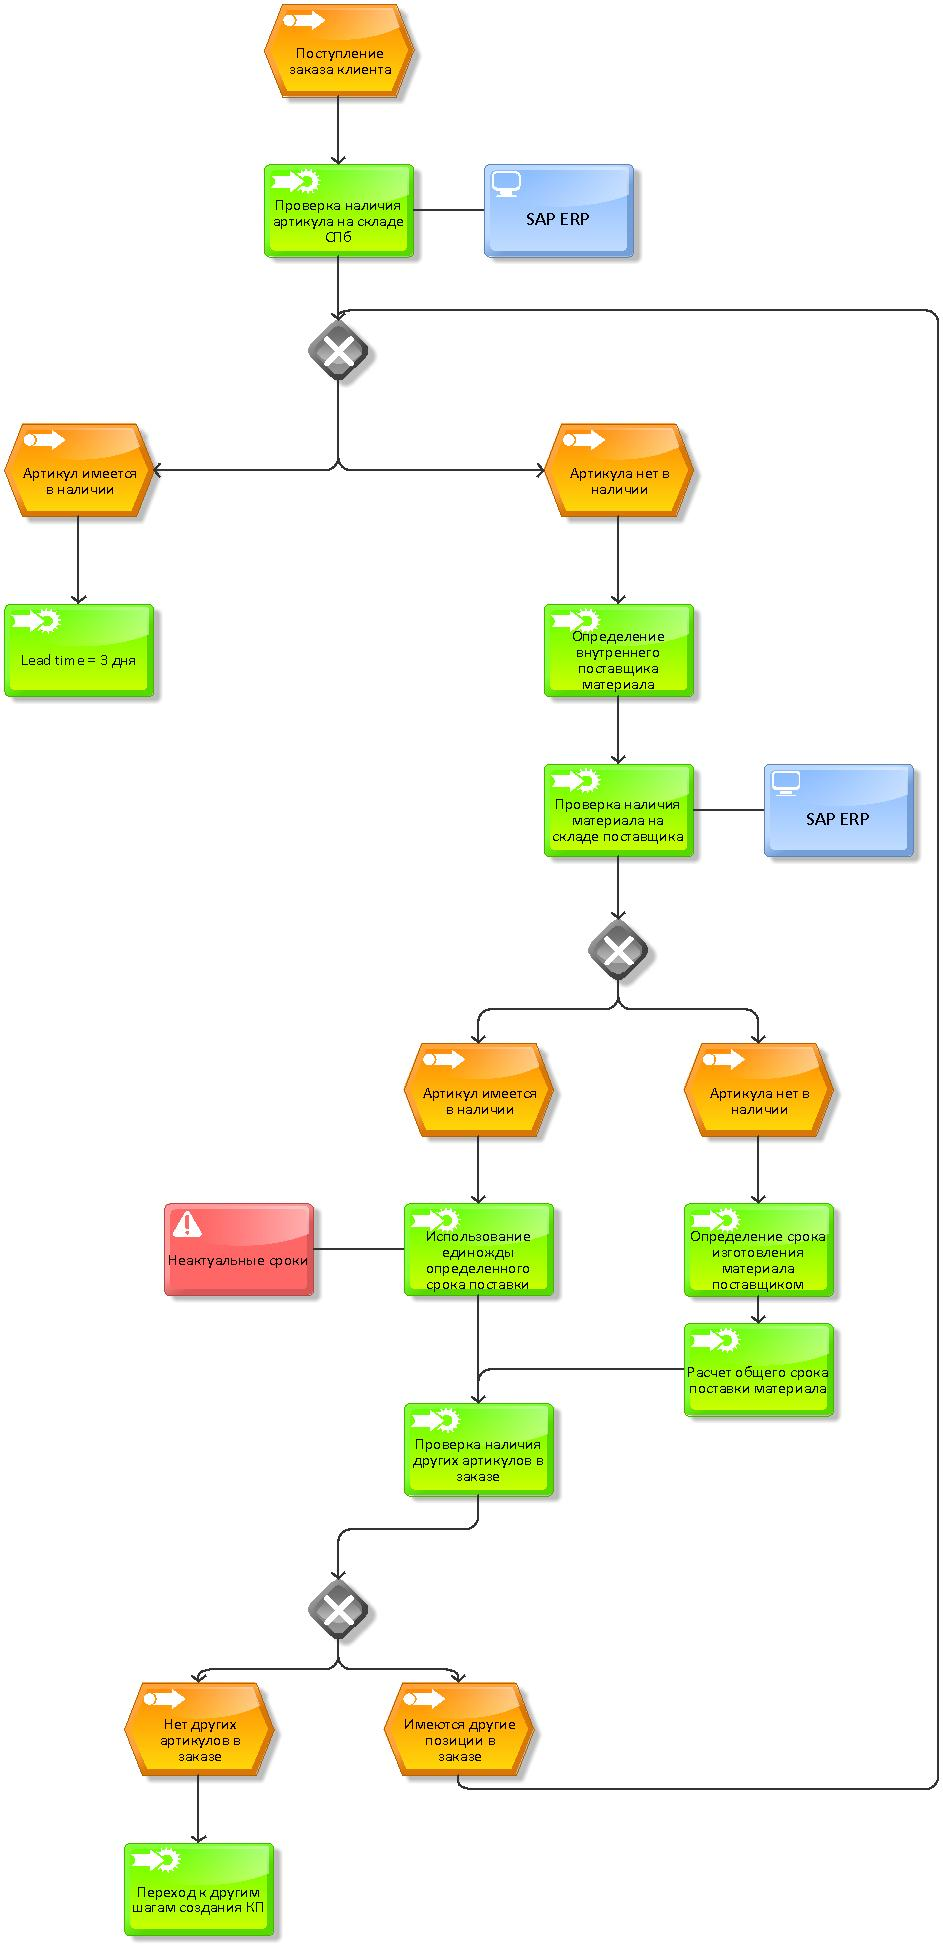 Поступление
заказа клиента
Проверка наличия
артикула на складе
СПб
SAP ERP
Артикул имеется
в наличии
Артикула нет в
наличии
Lead time = 3 дня
Определение
внутреннего
поставщика
материала
Проверка наличия
материала на
складе поставщика
SAP ERP
Артикул имеется
в наличии
Артикула нет в
наличии
Неактуальные сроки
Использование
единожды
определенного
срока поставки
Определение срока
изготовления
материала
поставщиком
Расчет общего срока
поставки материала
Проверка наличия
других артикулов в
заказе
Нет других
артикулов в
заказе
Имеются другие
позиции в
заказе
Переход к другим
шагам создания КП